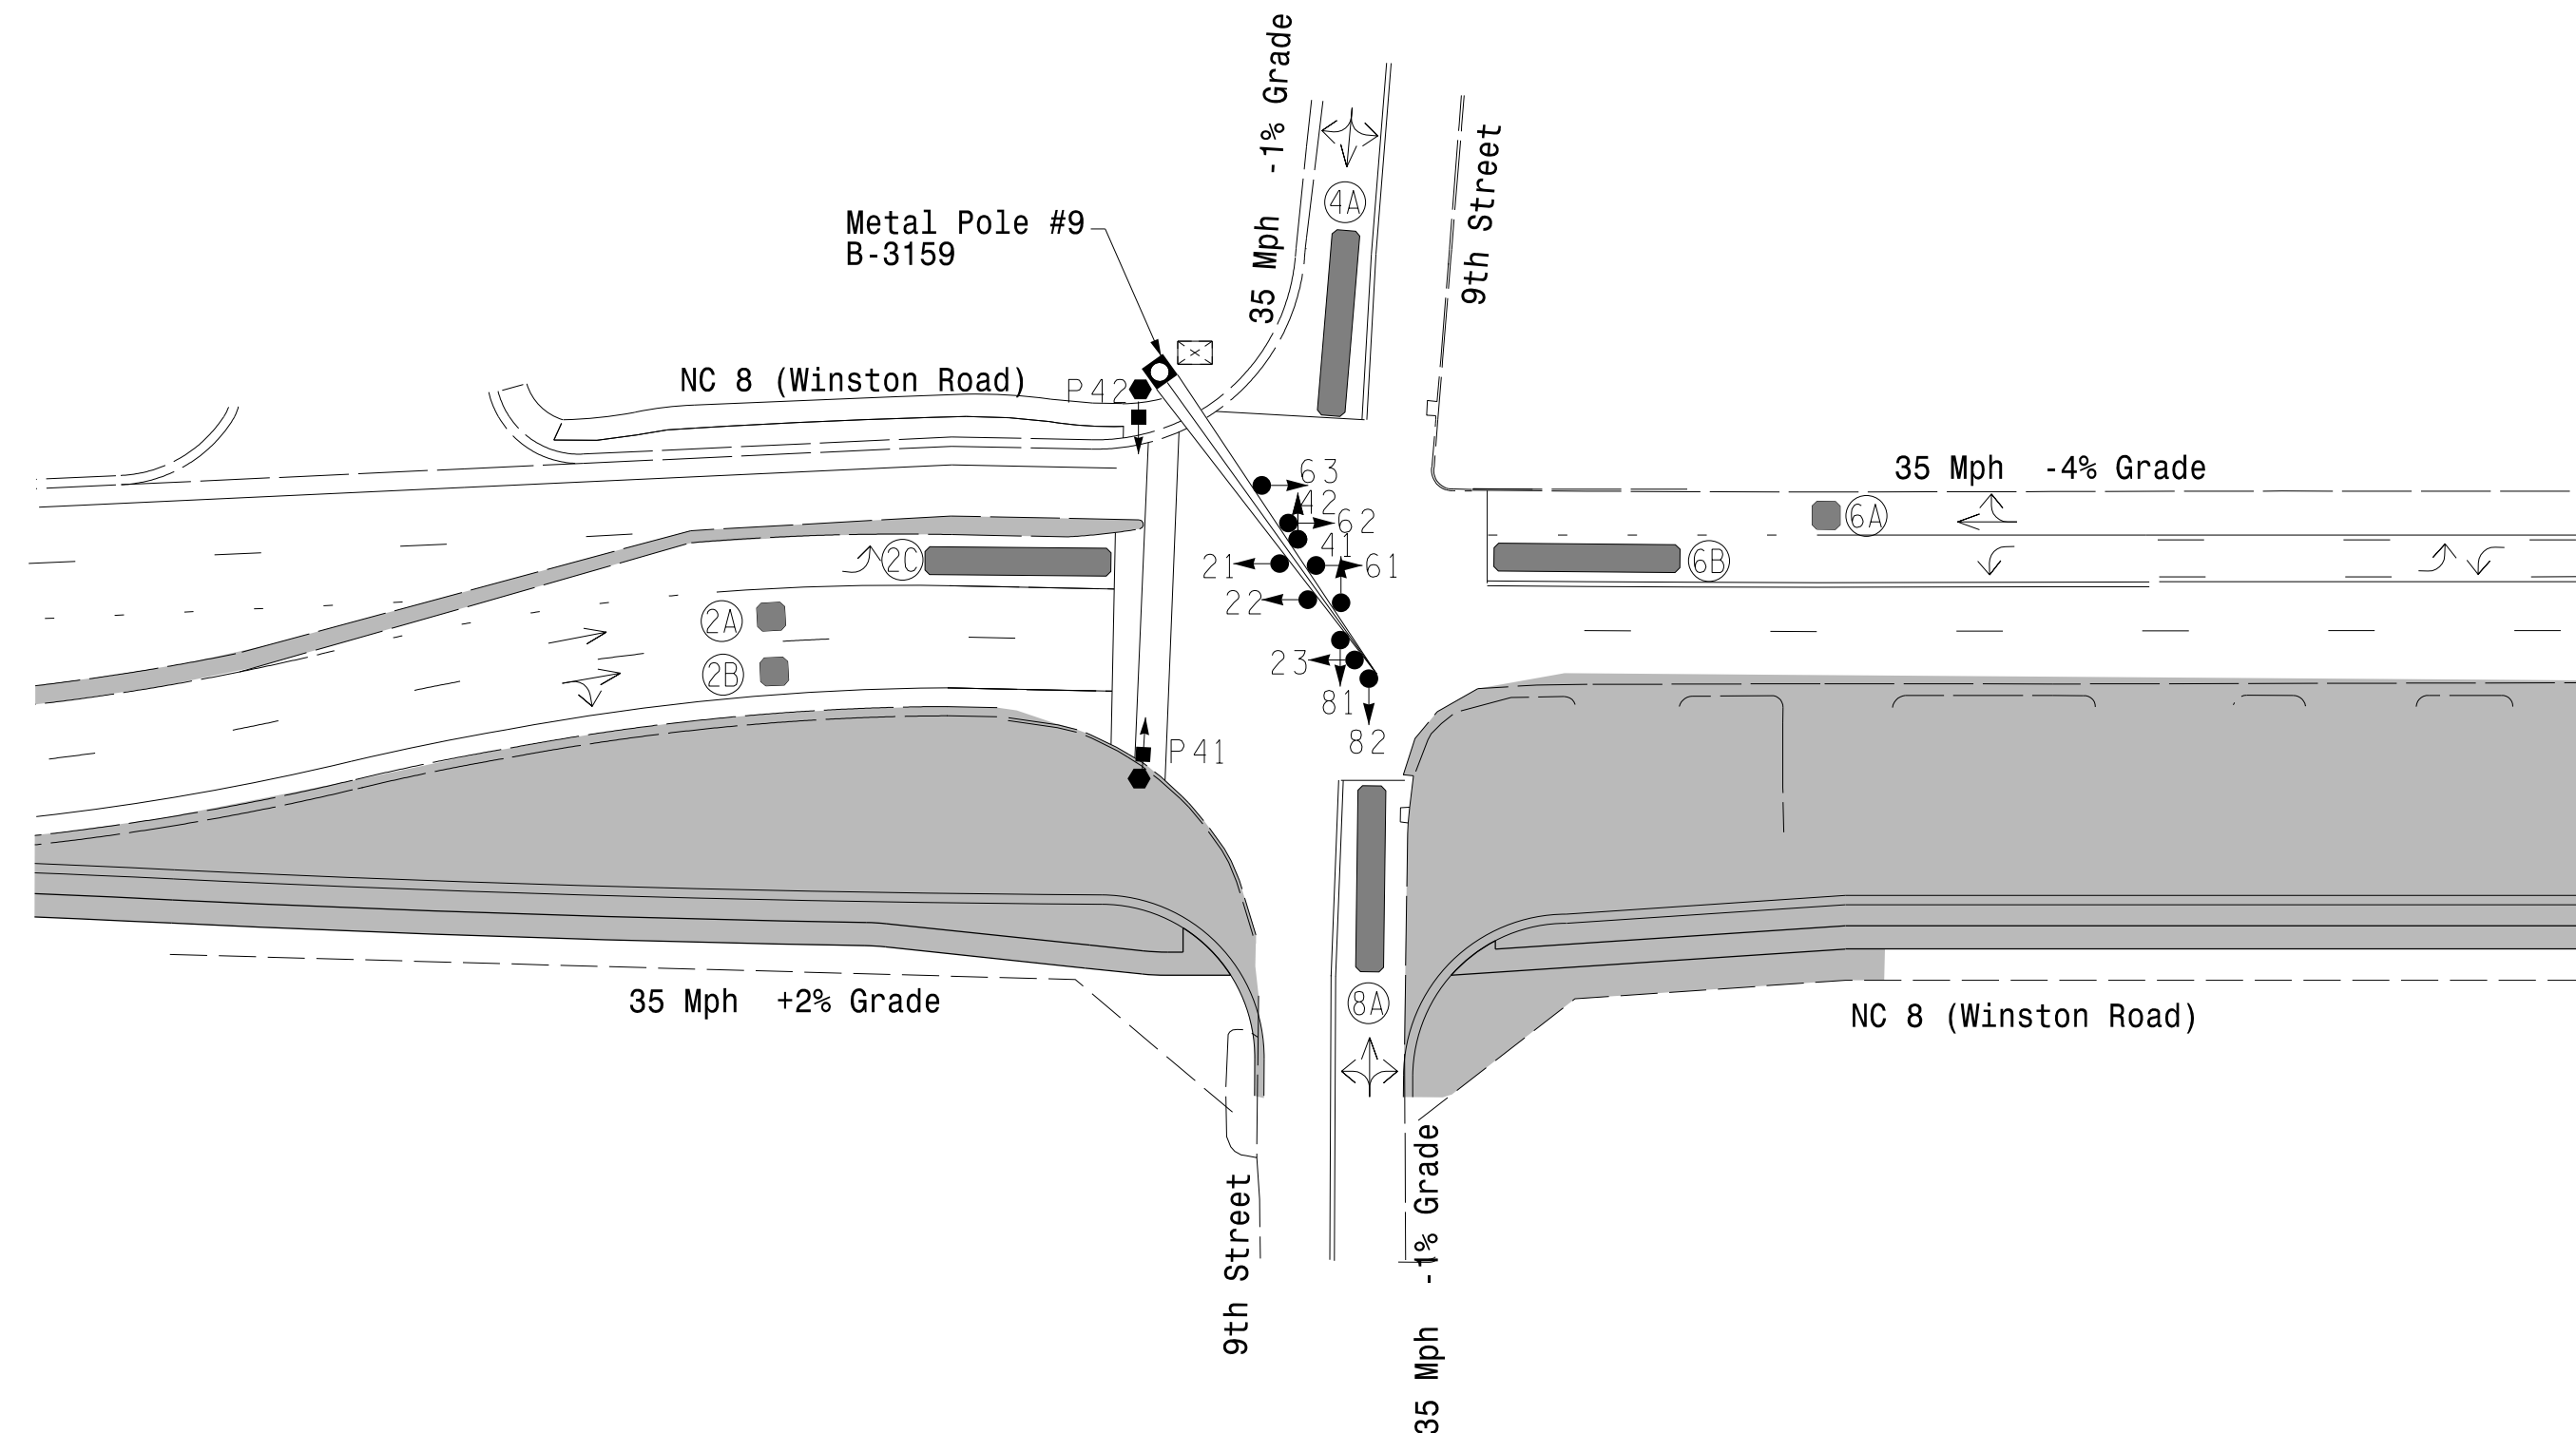 35 Mph  -1% Grade
9th Street
4A
Metal Pole #9
B-3159
NC 8 (Winston Road)
P42
63
42
62
41
61
21
22
23
81
82
35 Mph  -4% Grade
6A
6B
2C
2A
2B
P41
8A
35 Mph  +2% Grade
NC 8 (Winston Road)
9th Street
35 Mph  -1% Grade